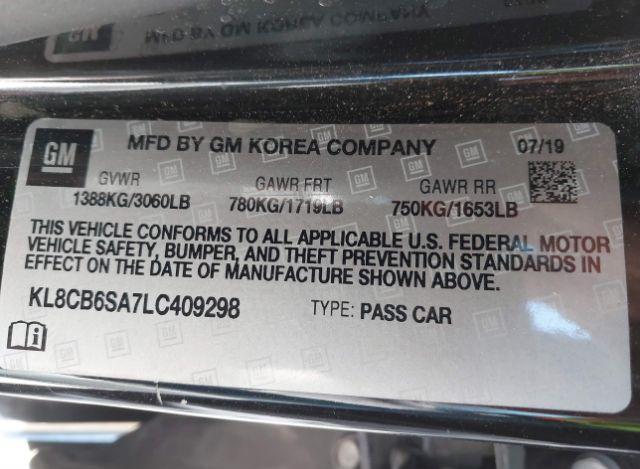 GM MFD BY GM KOREA COMPANY 07/19
GVWR GAWR FRT GAWR RR
1388KG/3060LB 780KG/1719LB 750KG/1653LB
THIS VEHICLE CONFORMS TO ALL APPLICABLE U.S. FEDERAL MOTOR
VEHICLE SAFETY, BUMPER, AND THEFT PREVENTION STANDARDS IN
EFFECT ON THE DATE OF MANUFACTURE SHOWN ABOVE.
KL8CB6SA7LC409298 TYPE: PASS CAR